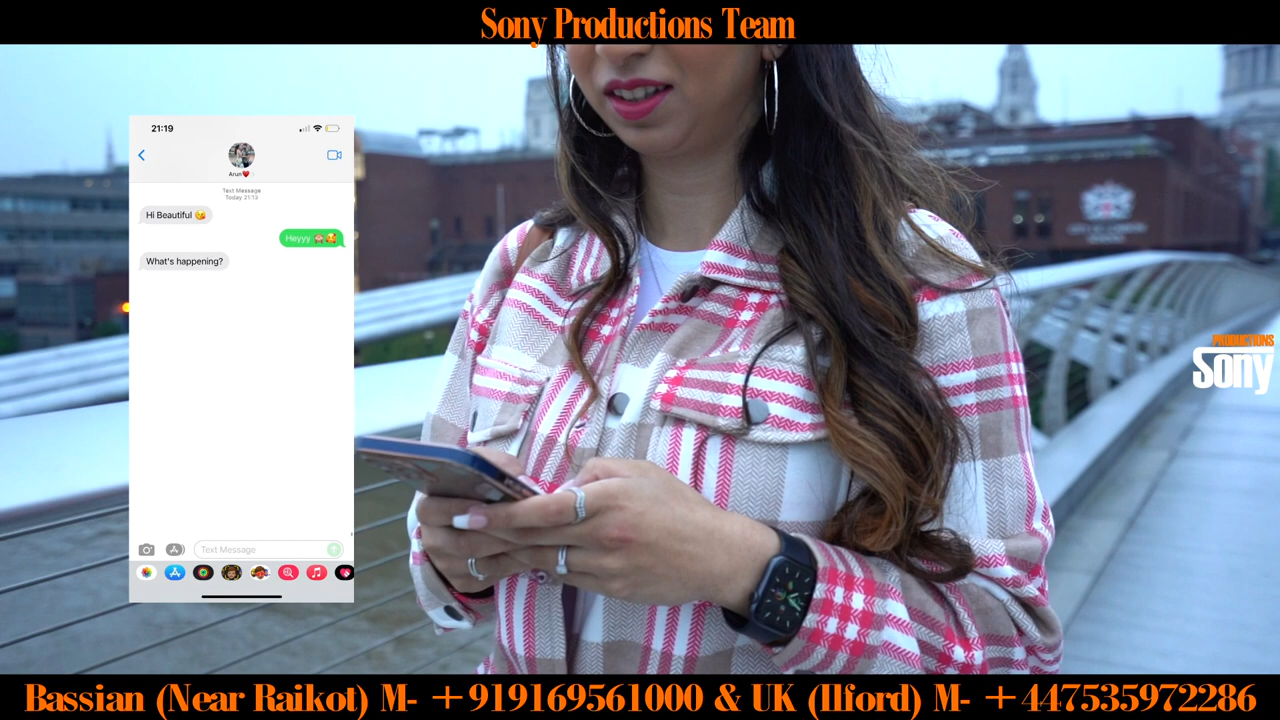 Sony Productions Team
21:19
Arun❤️
Text Message
Today 21:13
Hi Beautiful 😘
Heyyy 🙈🥰
What's happening?
Text Message
PRODUCTIONS
Sony
Bassian (Near Raikot) M- +919169561000 & UK (Ilford) M- +447535972286